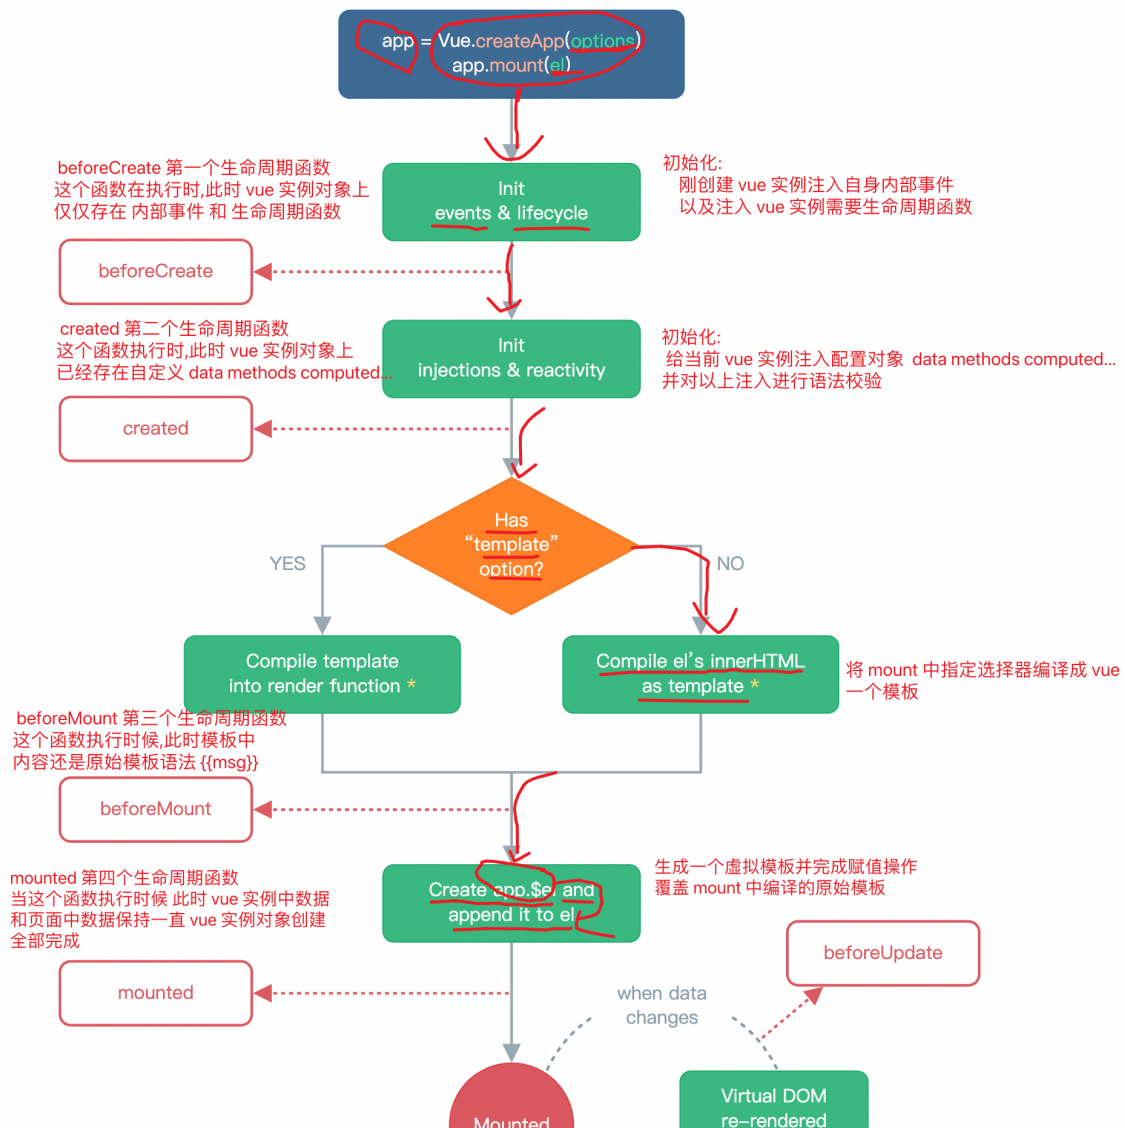 app = Vue.createApp(options)
app.mount(el)
beforeCreate 第一个生命周期函数
这个函数在执行时,此时 vue 实例对象上
仅仅存在 内部事件 和 生命周期函数
Init
events & lifecycle
初始化:
刚创建 vue 实例注入自身内部事件
以及注入 vue 实例需要生命周期函数
beforeCreate
created 第二个生命周期函数
这个函数执行时,此时 vue 实例对象上
已经存在自定义 data methods computed...
Init
injections & reactivity
初始化:
给当前 vue 实例注入配置对象 data methods computed...
并对以上注入进行语法校验
created
Has
“template”
option?
YES
NO
Compile template
into render function *
Compile el’s innerHTML
as template *
将 mount 中指定选择器编译成 vue
一个模板
beforeMount 第三个生命周期函数
这个函数执行时候,此时模板中
内容还是原始模板语法 {{msg}}
beforeMount
mounted 第四个生命周期函数
当这个函数执行时候 此时 vue 实例中数据
和页面中数据保持一直 vue 实例对象创建
全部完成
Create app.$el and
append it to el
生成一个虚拟模板并完成赋值操作
覆盖 mount 中编译的原始模板
beforeUpdate
mounted
when data
changes
Mounted
Virtual DOM
re-rendered